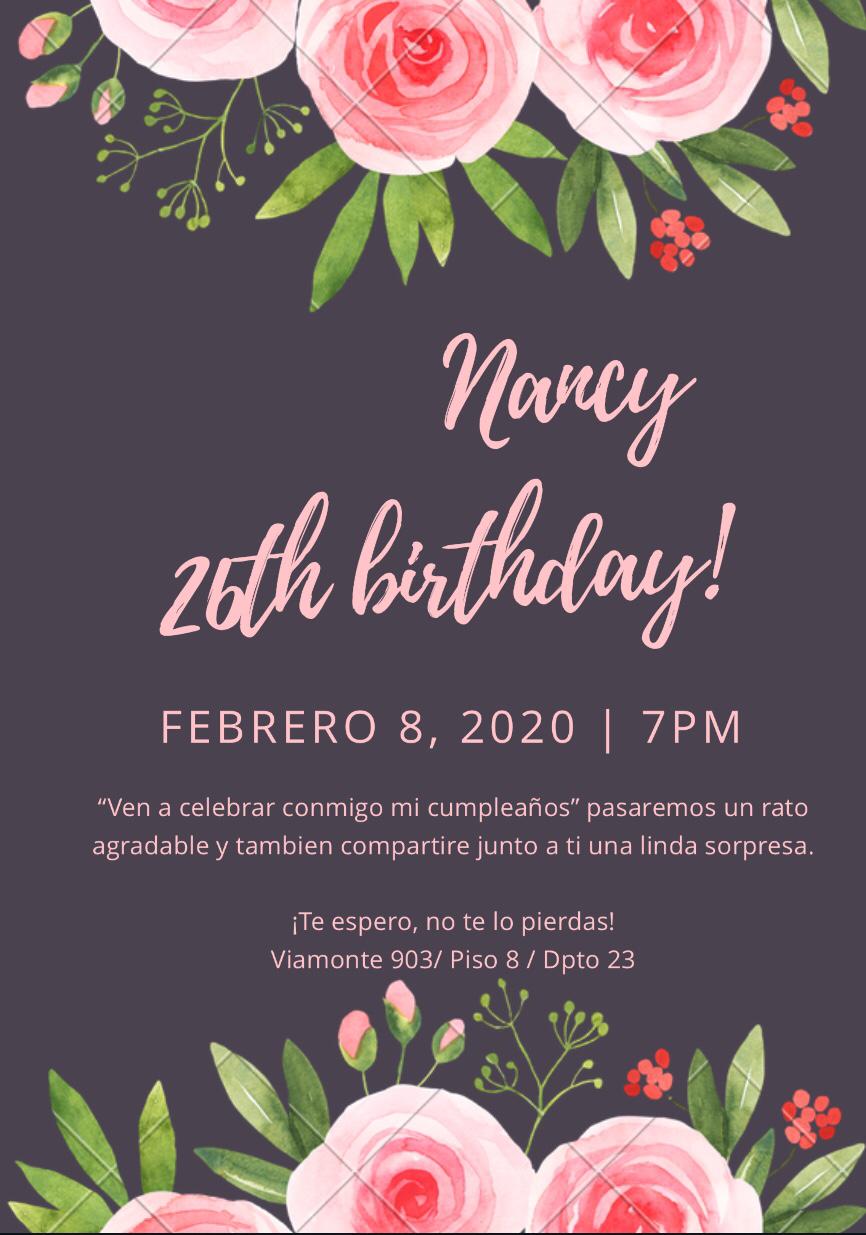 Nancy
26th birthday!
FEBRERO 8, 2020 | 7PM
“Ven a celebrar conmigo mi cumpleaños” pasaremos un rato
agradable y tambien compartire junto a ti una linda sorpresa.
¡Te espero, no te lo pierdas!
Viamonte 903/ Piso 8 / Dpto 23